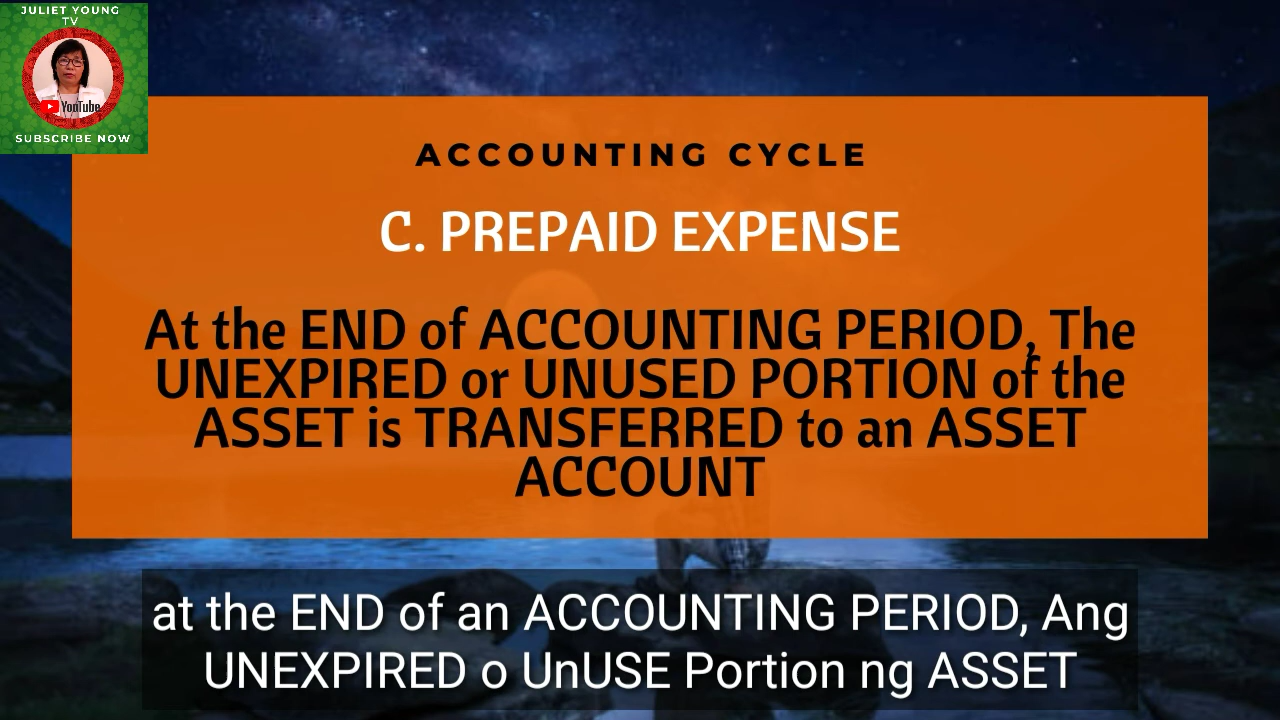 JULIET YOUNG
TV
YouTube
SUBSCRIBE NOW
ACCOUNTING CYCLE
C. PREPAID EXPENSE
At the END of ACCOUNTING PERIOD, The
UNEXPIRED or UNUSED PORTION of the
ASSET is TRANSFERRED to an ASSET
ACCOUNT
at the END of an ACCOUNTING PERIOD, Ang
UNEXPIRED o UnUSE Portion ng ASSET